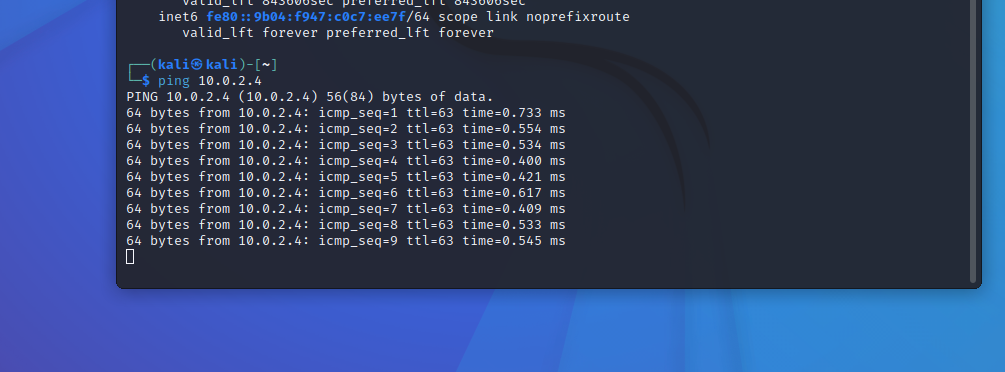 valid_lft 843606sec preferred_lft 843606sec
inet6 fe80::9b04:f947:c0c7:ee7f/64 scope link noprefixroute
valid_lft forever preferred_lft forever
┌──(kali㉿kali)-[~]
└─$ ping 10.0.2.4
PING 10.0.2.4 (10.0.2.4) 56(84) bytes of data.
64 bytes from 10.0.2.4: icmp_seq=1 ttl=63 time=0.733 ms
64 bytes from 10.0.2.4: icmp_seq=2 ttl=63 time=0.554 ms
64 bytes from 10.0.2.4: icmp_seq=3 ttl=63 time=0.534 ms
64 bytes from 10.0.2.4: icmp_seq=4 ttl=63 time=0.400 ms
64 bytes from 10.0.2.4: icmp_seq=5 ttl=63 time=0.421 ms
64 bytes from 10.0.2.4: icmp_seq=6 ttl=63 time=0.617 ms
64 bytes from 10.0.2.4: icmp_seq=7 ttl=63 time=0.409 ms
64 bytes from 10.0.2.4: icmp_seq=8 ttl=63 time=0.533 ms
64 bytes from 10.0.2.4: icmp_seq=9 ttl=63 time=0.545 ms